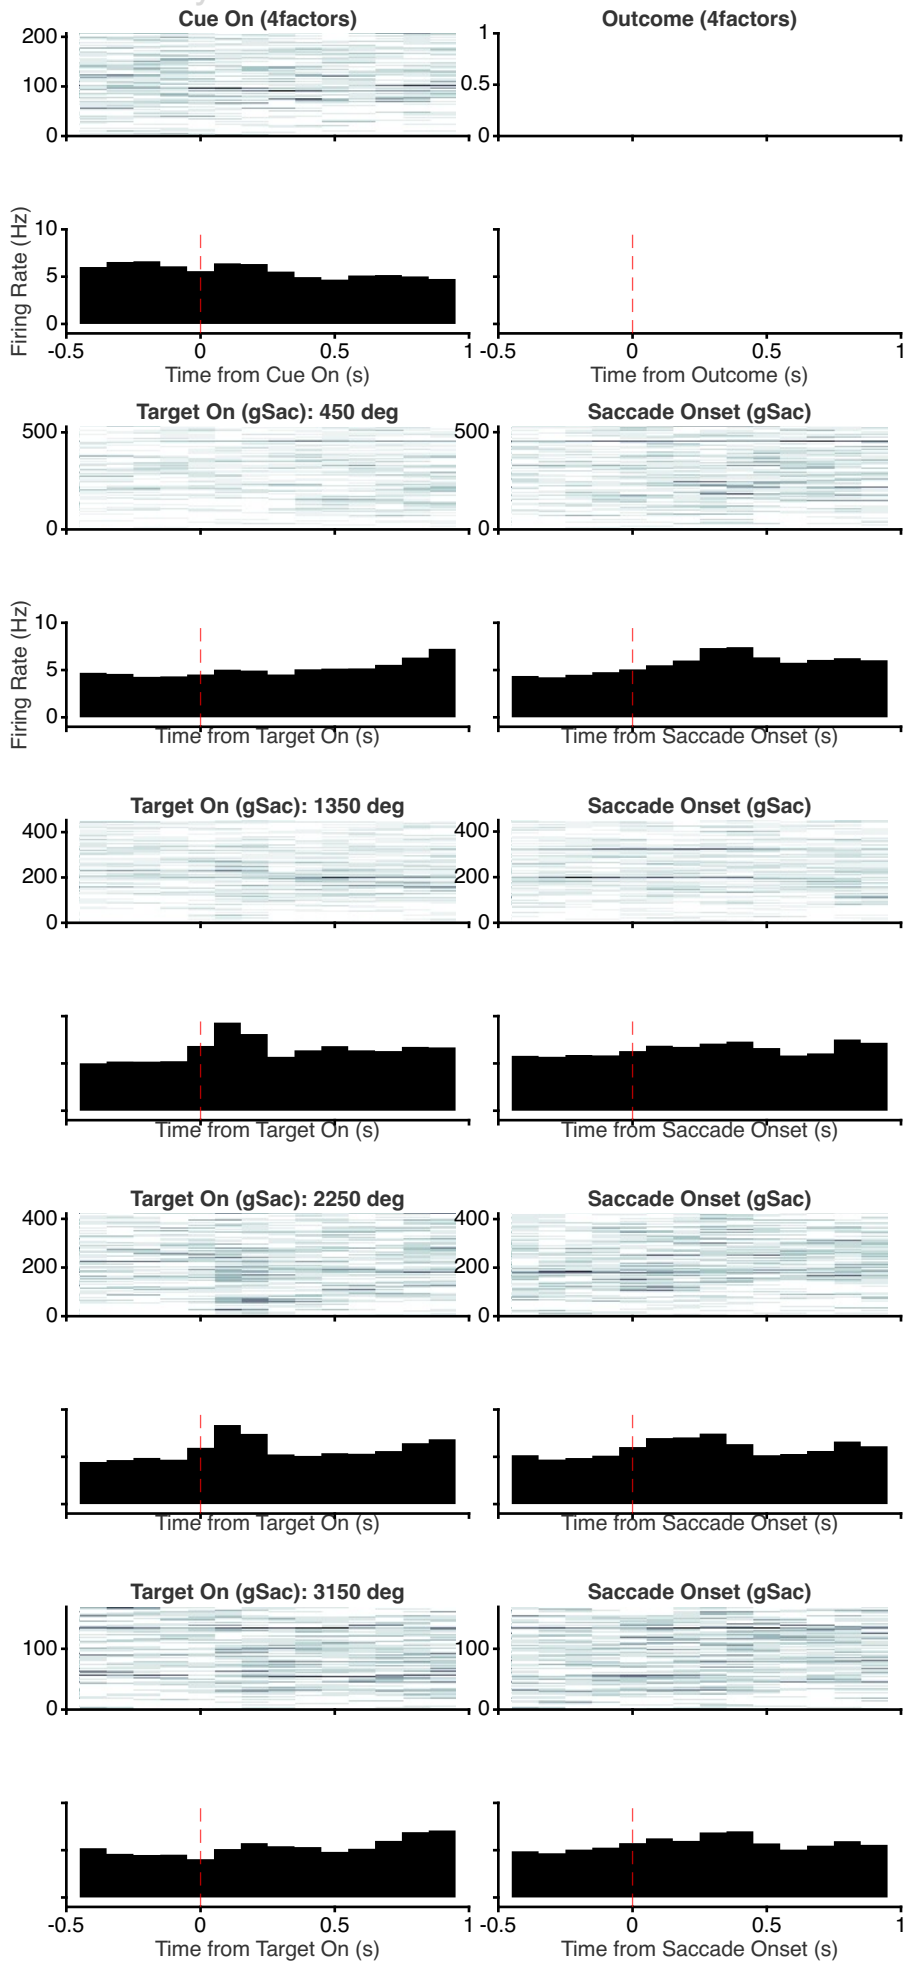 Cue On (4factors) Outcome (4factors)
200 1
100 0.5
0 0
Firing Rate (Hz)
10
5
0
-0.5 0 0.5 1 -0.5 0 0.5 1
Time from Cue On (s) Time from Outcome (s)
Target On (gSac): 450 deg Saccade Onset (gSac)
500 500
0 0
Firing Rate (Hz)
10
5
0
Time from Target On (s) Time from Saccade Onset (s)
Target On (gSac): 1350 deg Saccade Onset (gSac)
400 400
200 200
0 0
Time from Target On (s) Time from Saccade Onset (s)
Target On (gSac): 2250 deg Saccade Onset (gSac)
400 400
200 200
0 0
Time from Target On (s) Time from Saccade Onset (s)
Target On (gSac): 3150 deg Saccade Onset (gSac)
100 100
0 0
-0.5 0 0.5 1 -0.5 0 0.5 1
Time from Target On (s) Time from Saccade Onset (s)